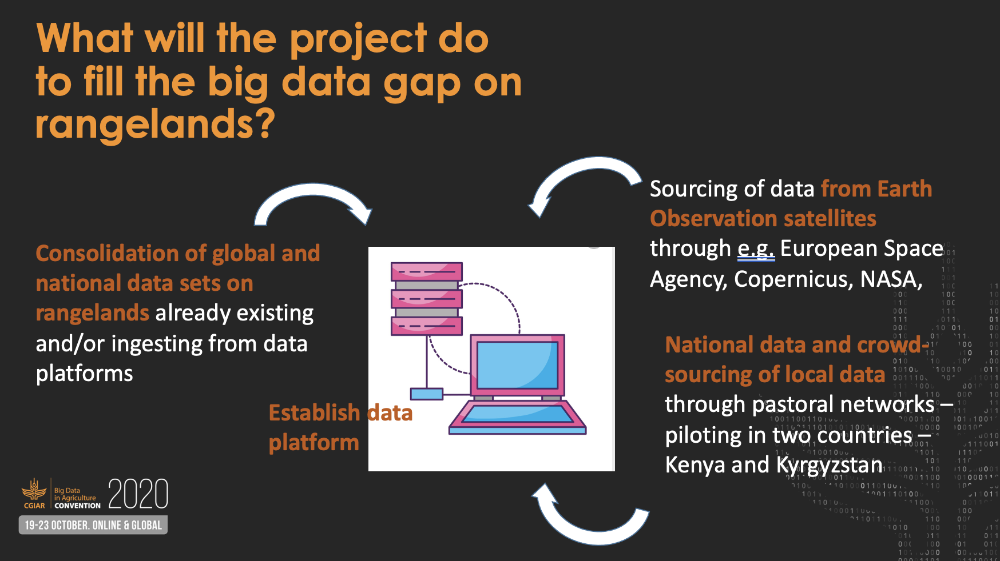 What will the project do
to fill the big data gap on
rangelands?
Consolidation of global and
national data sets on
rangelands already existing
and/or ingesting from data
platforms
Establish data
platform
Sourcing of data from Earth
Observation satellites
through e.g. European Space
Agency, Copernicus, NASA,
National data and crowd-
sourcing of local data
through pastoral networks –
piloting in two countries –
Kenya and Kyrgyzstan
CGIAR
Big Data
in Agriculture
CONVENTION
2020
19-23 OCTOBER. ONLINE & GLOBAL